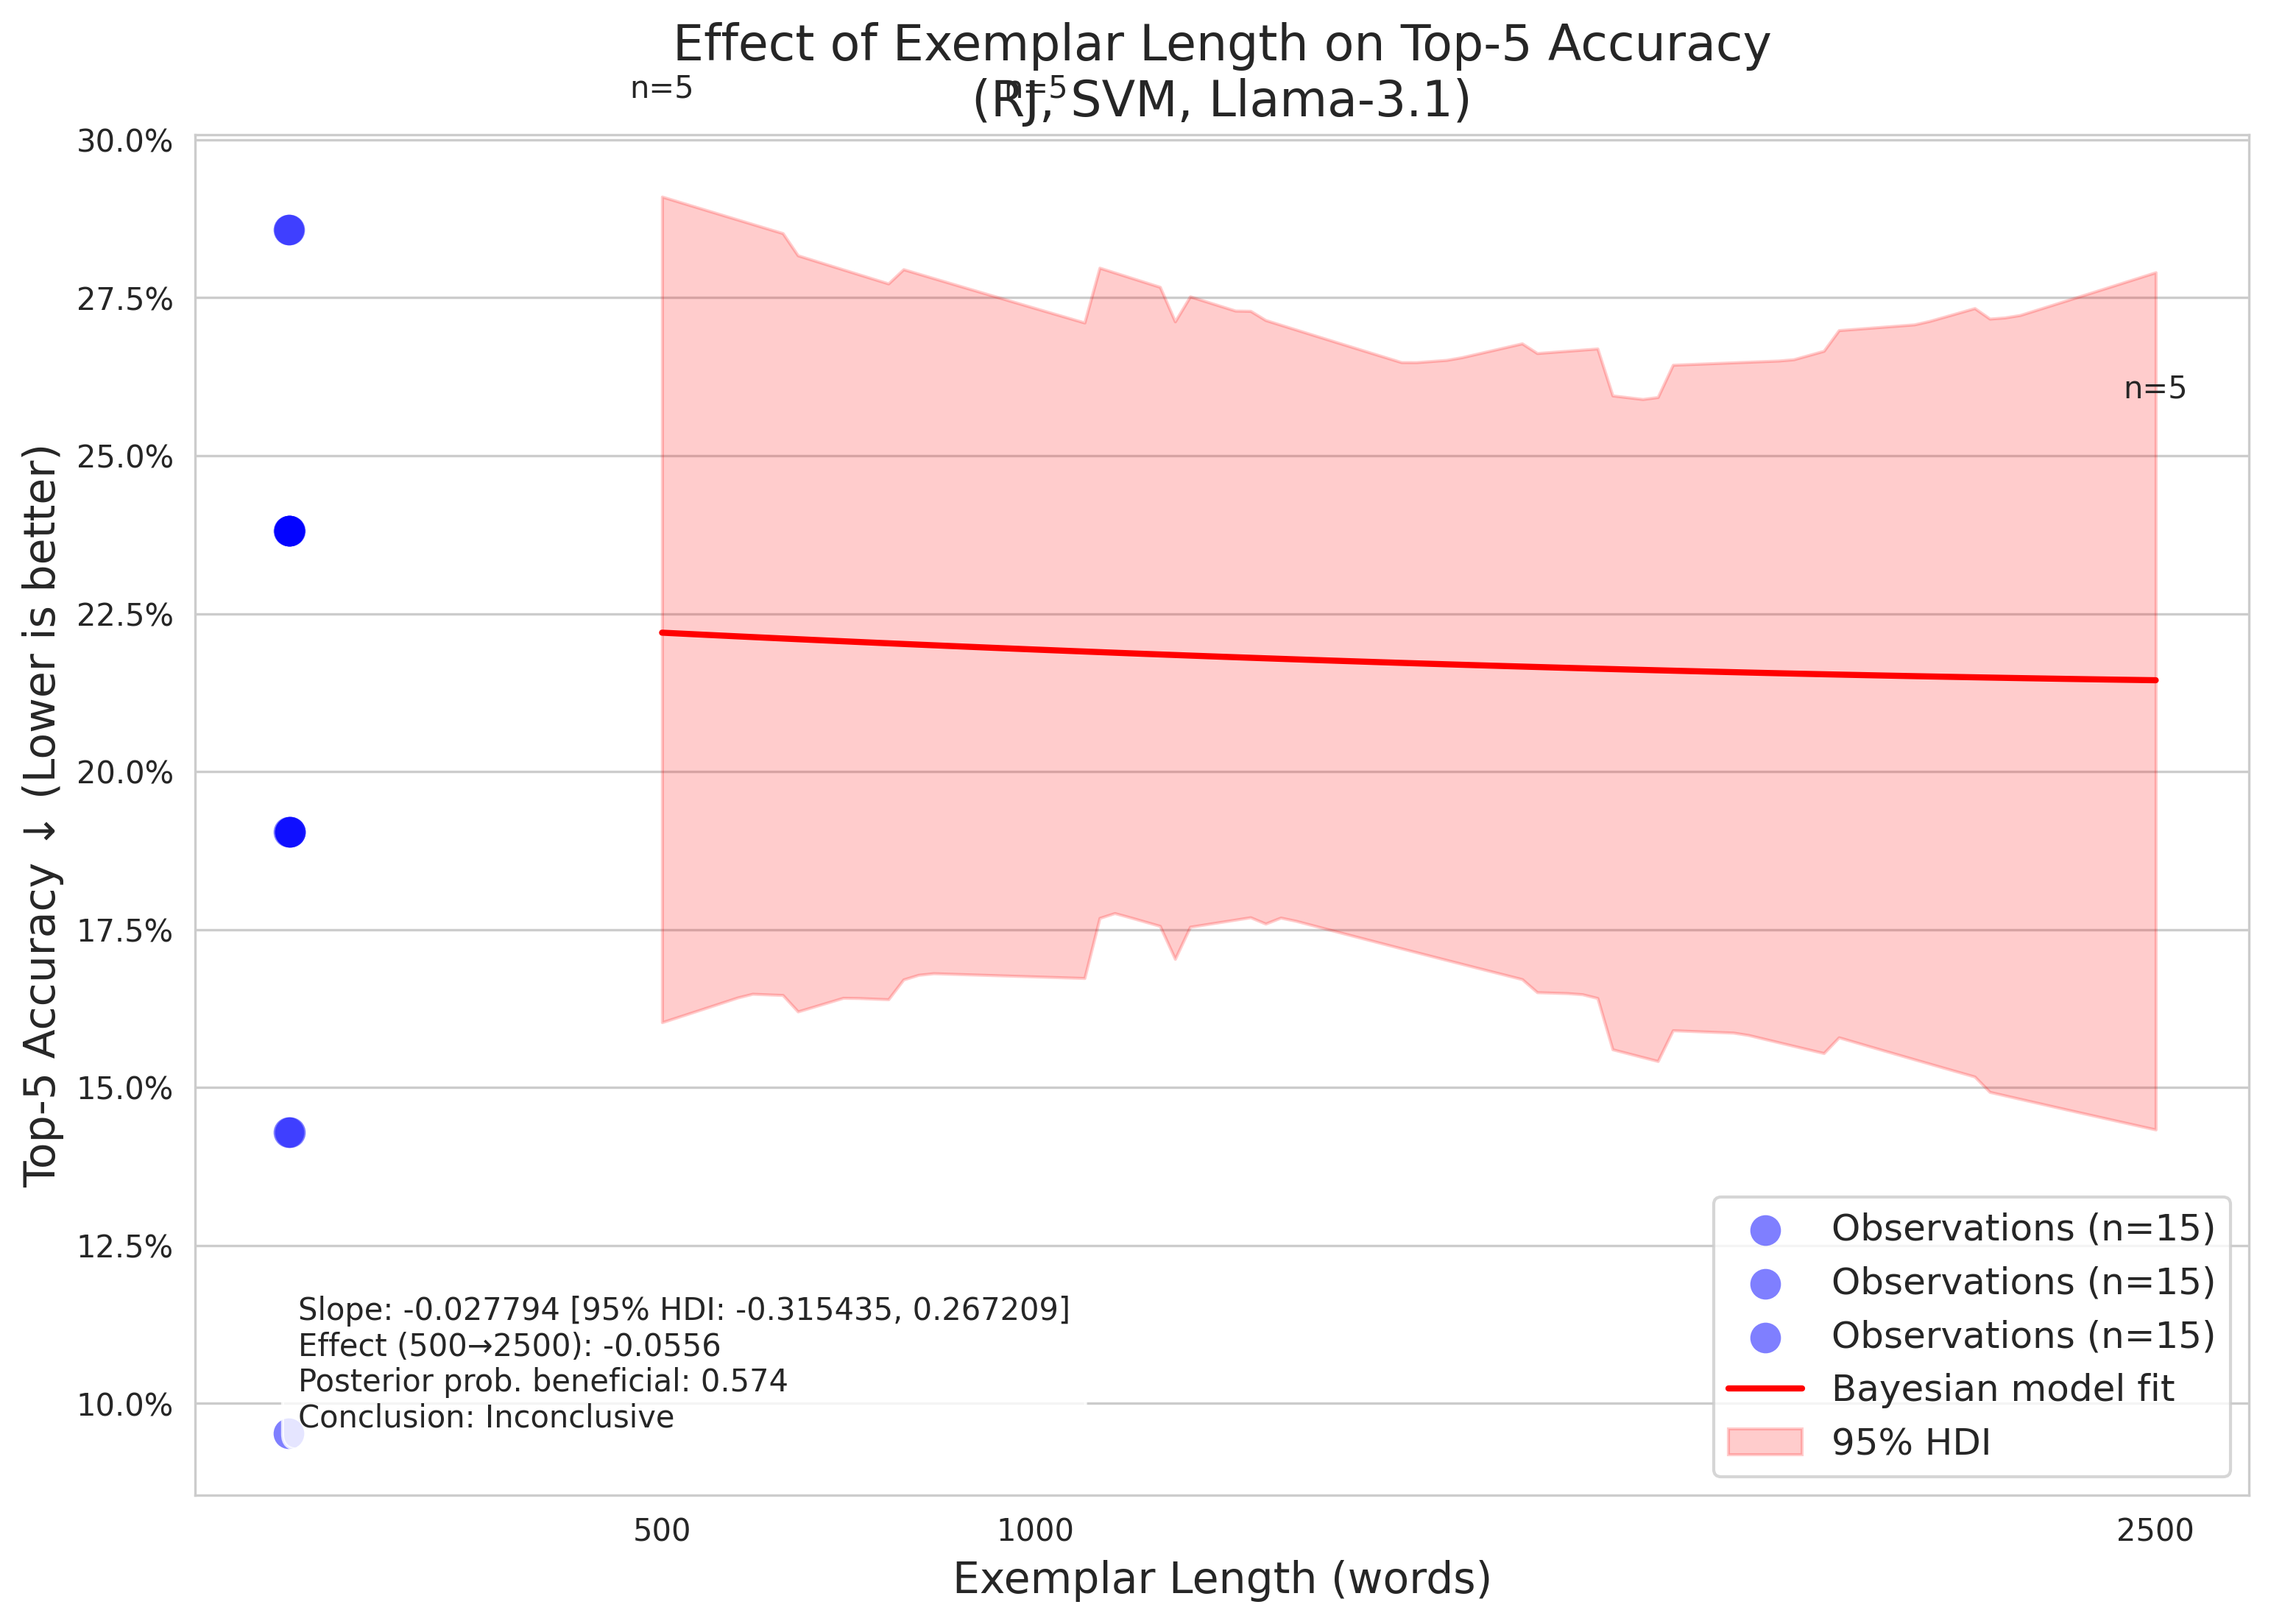 Effect of Exemplar Length on Top-5 Accuracy
(RJ, SVM, Llama-3.1)
n=5
n=5
n=5
30.0%
27.5%
25.0%
22.5%
20.0%
17.5%
15.0%
12.5%
10.0%
Top-5 Accuracy ↓ (Lower is better)
Slope: -0.027794 [95% HDI: -0.315435, 0.267209]
Effect (500→2500): -0.0556
Posterior prob. beneficial: 0.574
Conclusion: Inconclusive
Observations (n=15)
Observations (n=15)
Observations (n=15)
Bayesian model fit
95% HDI
500
1000
2500
Exemplar Length (words)